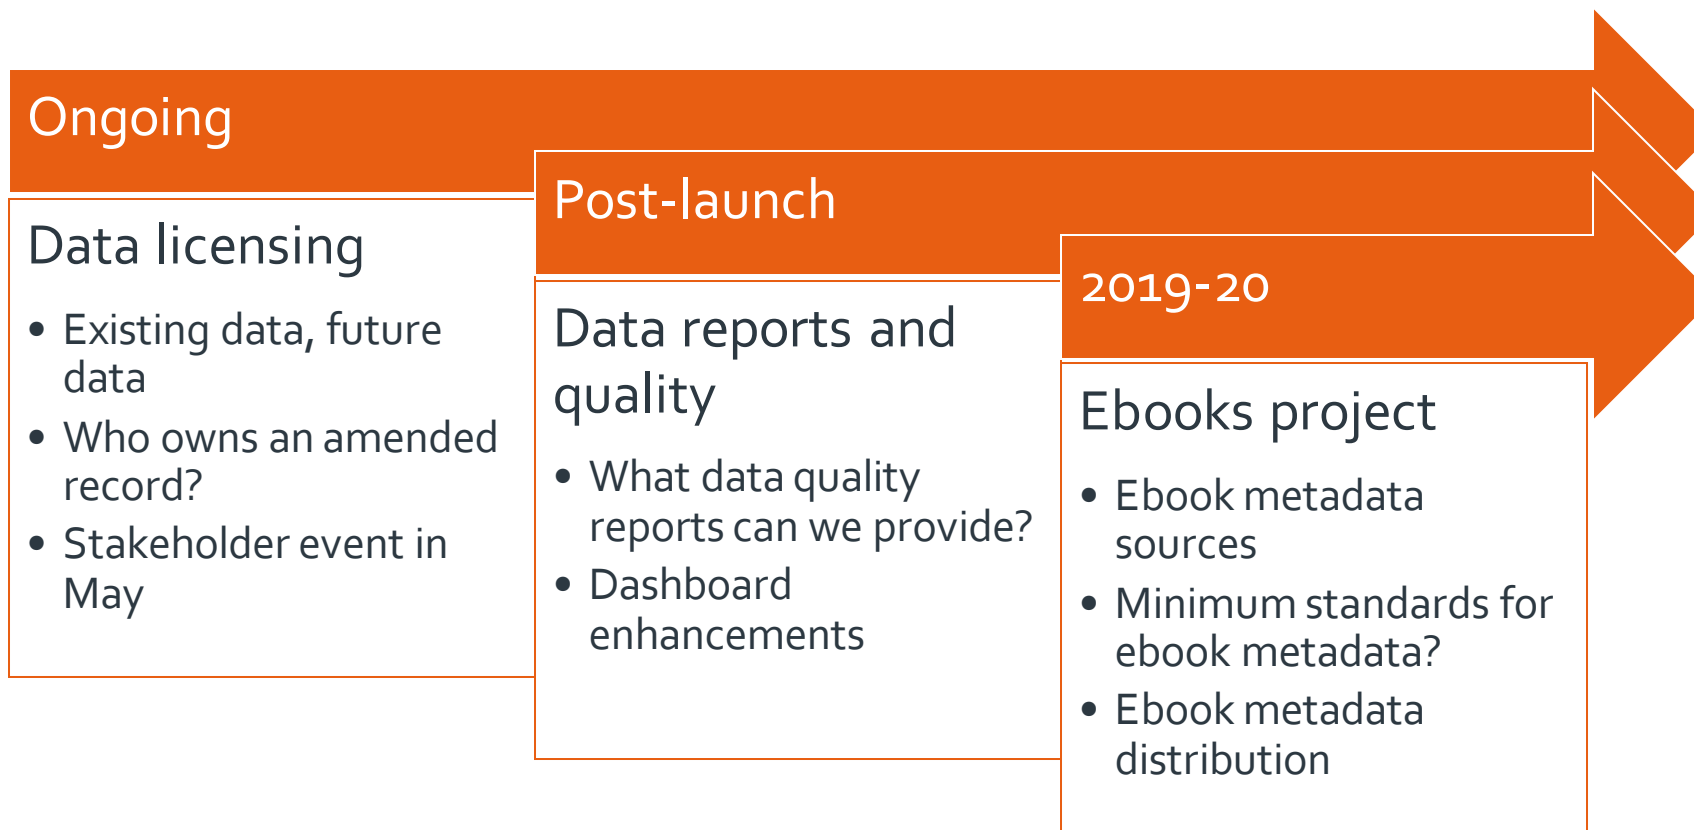 Ongoing
Data licensing
• Existing data, future
data
• Who owns an amended
record?
• Stakeholder event in
May
Post-launch
Data reports and
quality
• What data quality
reports can we provide?
• Dashboard
enhancements
2019-20
Ebooks project
• Ebook metadata
sources
• Minimum standards for
ebook metadata?
• Ebook metadata
distribution